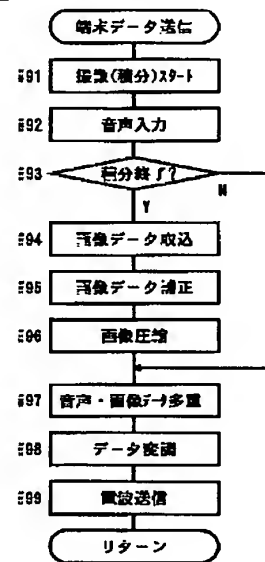 端末データ送信
撮像(積分)スタート
音声入力
積分終了?
N
Y
画像データ取込
画像データ補正
画像圧縮
音声・画像データ多重
データ変調
電波送信
リターン